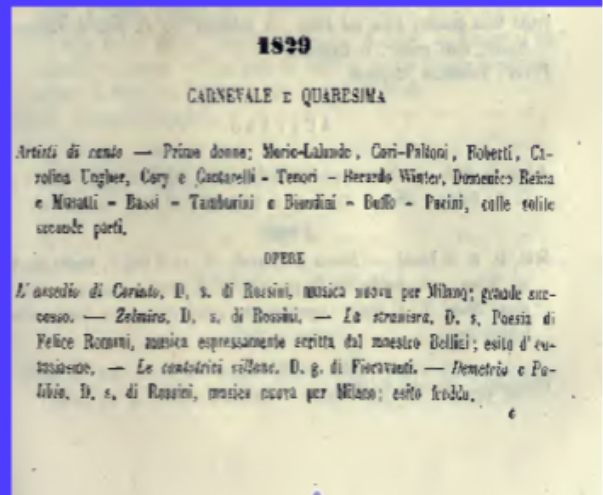 1829
CARNEVALE E QUARESIMA
Artisti di canto — Prime donne: Meric-Lalande, Cori-Paltoni, Roberti, Ca-
rolina Ungher, Cory e Cantarelli - Tenori - Berardo Winter, Domenico Reina
e Musatti - Bassi - Tamburini e Biondini - Buffo - Pacini, colle solite
seconde parti.
OPERE
L'assedio di Corinto, D. s. di Rossini, musica nuova per Milano; grande suc-
cesso. — Zelmira, D. s. di Rossini. — La straniera, D. s. Poesia di
Felice Romani, musica espressamente scritta dal maestro Bellini; esito d'en-
tusiasmo. — Le cantatrici villane, D. g. di Fioravanti. — Demetrio e Po-
libio, D. s. di Rossini, musica nuova per Milano; esito freddo.